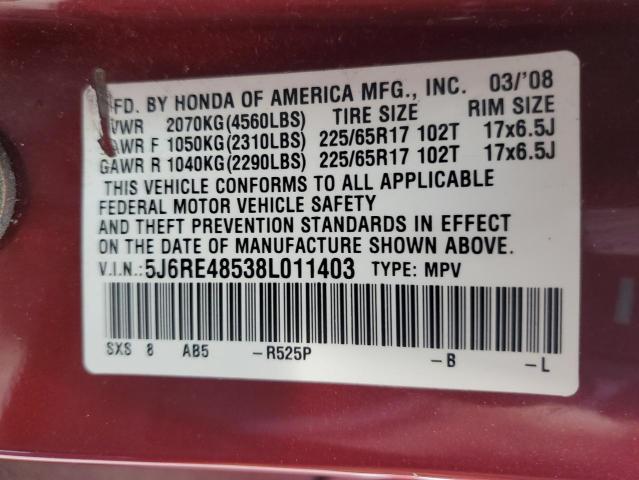 MFD. BY HONDA OF AMERICA MFG., INC. 03/'08
GVWR 2070KG(4560LBS) TIRE SIZE RIM SIZE
GAWR F 1050KG(2310LBS) 225/65R17 102T 17x6.5J
GAWR R 1040KG(2290LBS) 225/65R17 102T 17x6.5J
THIS VEHICLE CONFORMS TO ALL APPLICABLE
FEDERAL MOTOR VEHICLE SAFETY
AND THEFT PREVENTION STANDARDS IN EFFECT
ON THE DATE OF MANUFACTURE SHOWN ABOVE.
V.I.N.: 5J6RE48538L011403 TYPE: MPV
SXS 8 AB5 -R525P -B -L